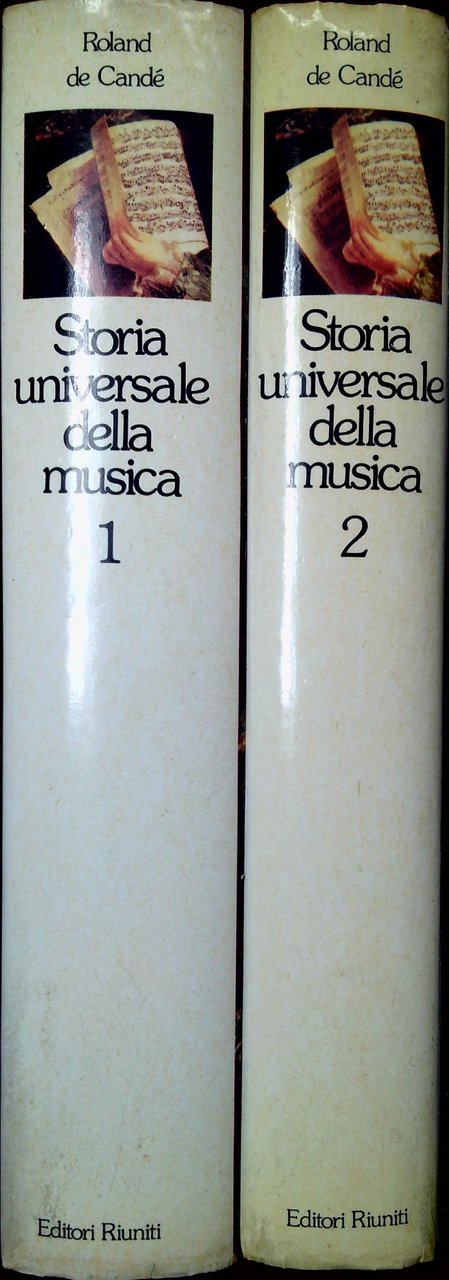 Roland
de Candé
Storia
universale
della
musica
1
Editori Riuniti
Roland
de Candé
Storia
universale
della
musica
2
Editori Riuniti